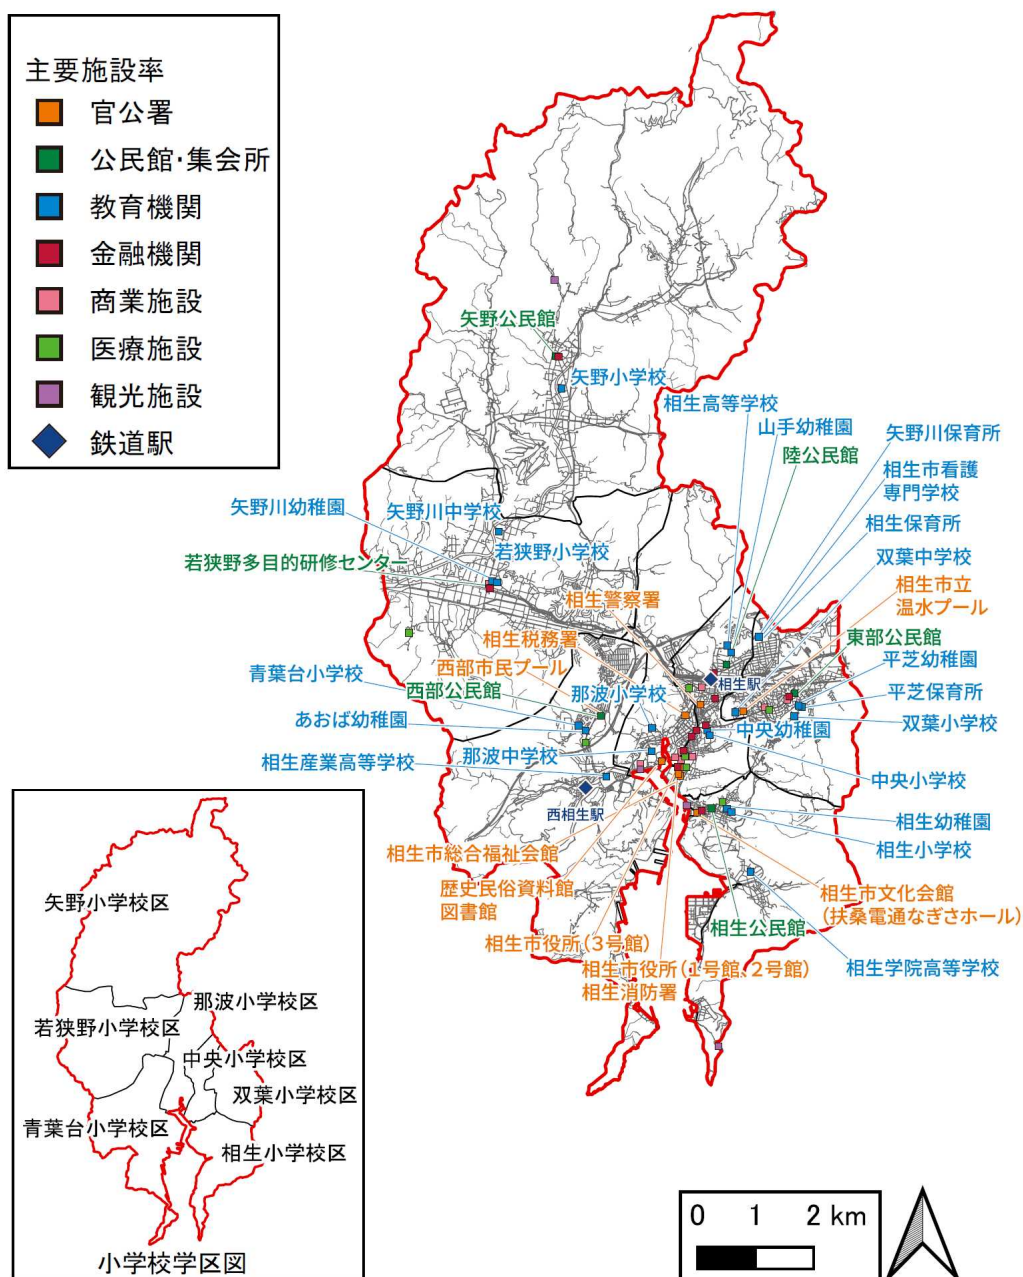 主要施設率
官公署
公民館・集会所
教育機関
金融機関
商業施設
医療施設
観光施設
鉄道駅
矢野公民館
矢野小学校
相生高等学校
山手幼稚園
陸公民館
矢野川保育所
相生市看護
専門学校
相生保育所
双葉中学校
相生市立
温水プール
東部公民館
平芝幼稚園
平芝保育所
双葉小学校
矢野川幼稚園
矢野川中学校
若狭野小学校
若狭野多目的研修センター
相生警察署
相生税務署
西部市民プール
青葉台小学校
西部公民館
那波小学校
相生駅
あおば幼稚園
中央幼稚園
那波中学校
相生産業高等学校
中央小学校
西相生駅
相生幼稚園
相生小学校
相生市総合福祉会館
歴史民俗資料館
図書館
相生市文化会館
(扶桑電通なぎさホール)
相生公民館
相生市役所(3号館)
相生市役所(1号館、2号館)
相生消防署
相生学院高等学校
矢野小学校区
那波小学校区
若狭野小学校区
中央小学校区
双葉小学校区
青葉台小学校区
相生小学校区
小学校学区図
0 1 2 km